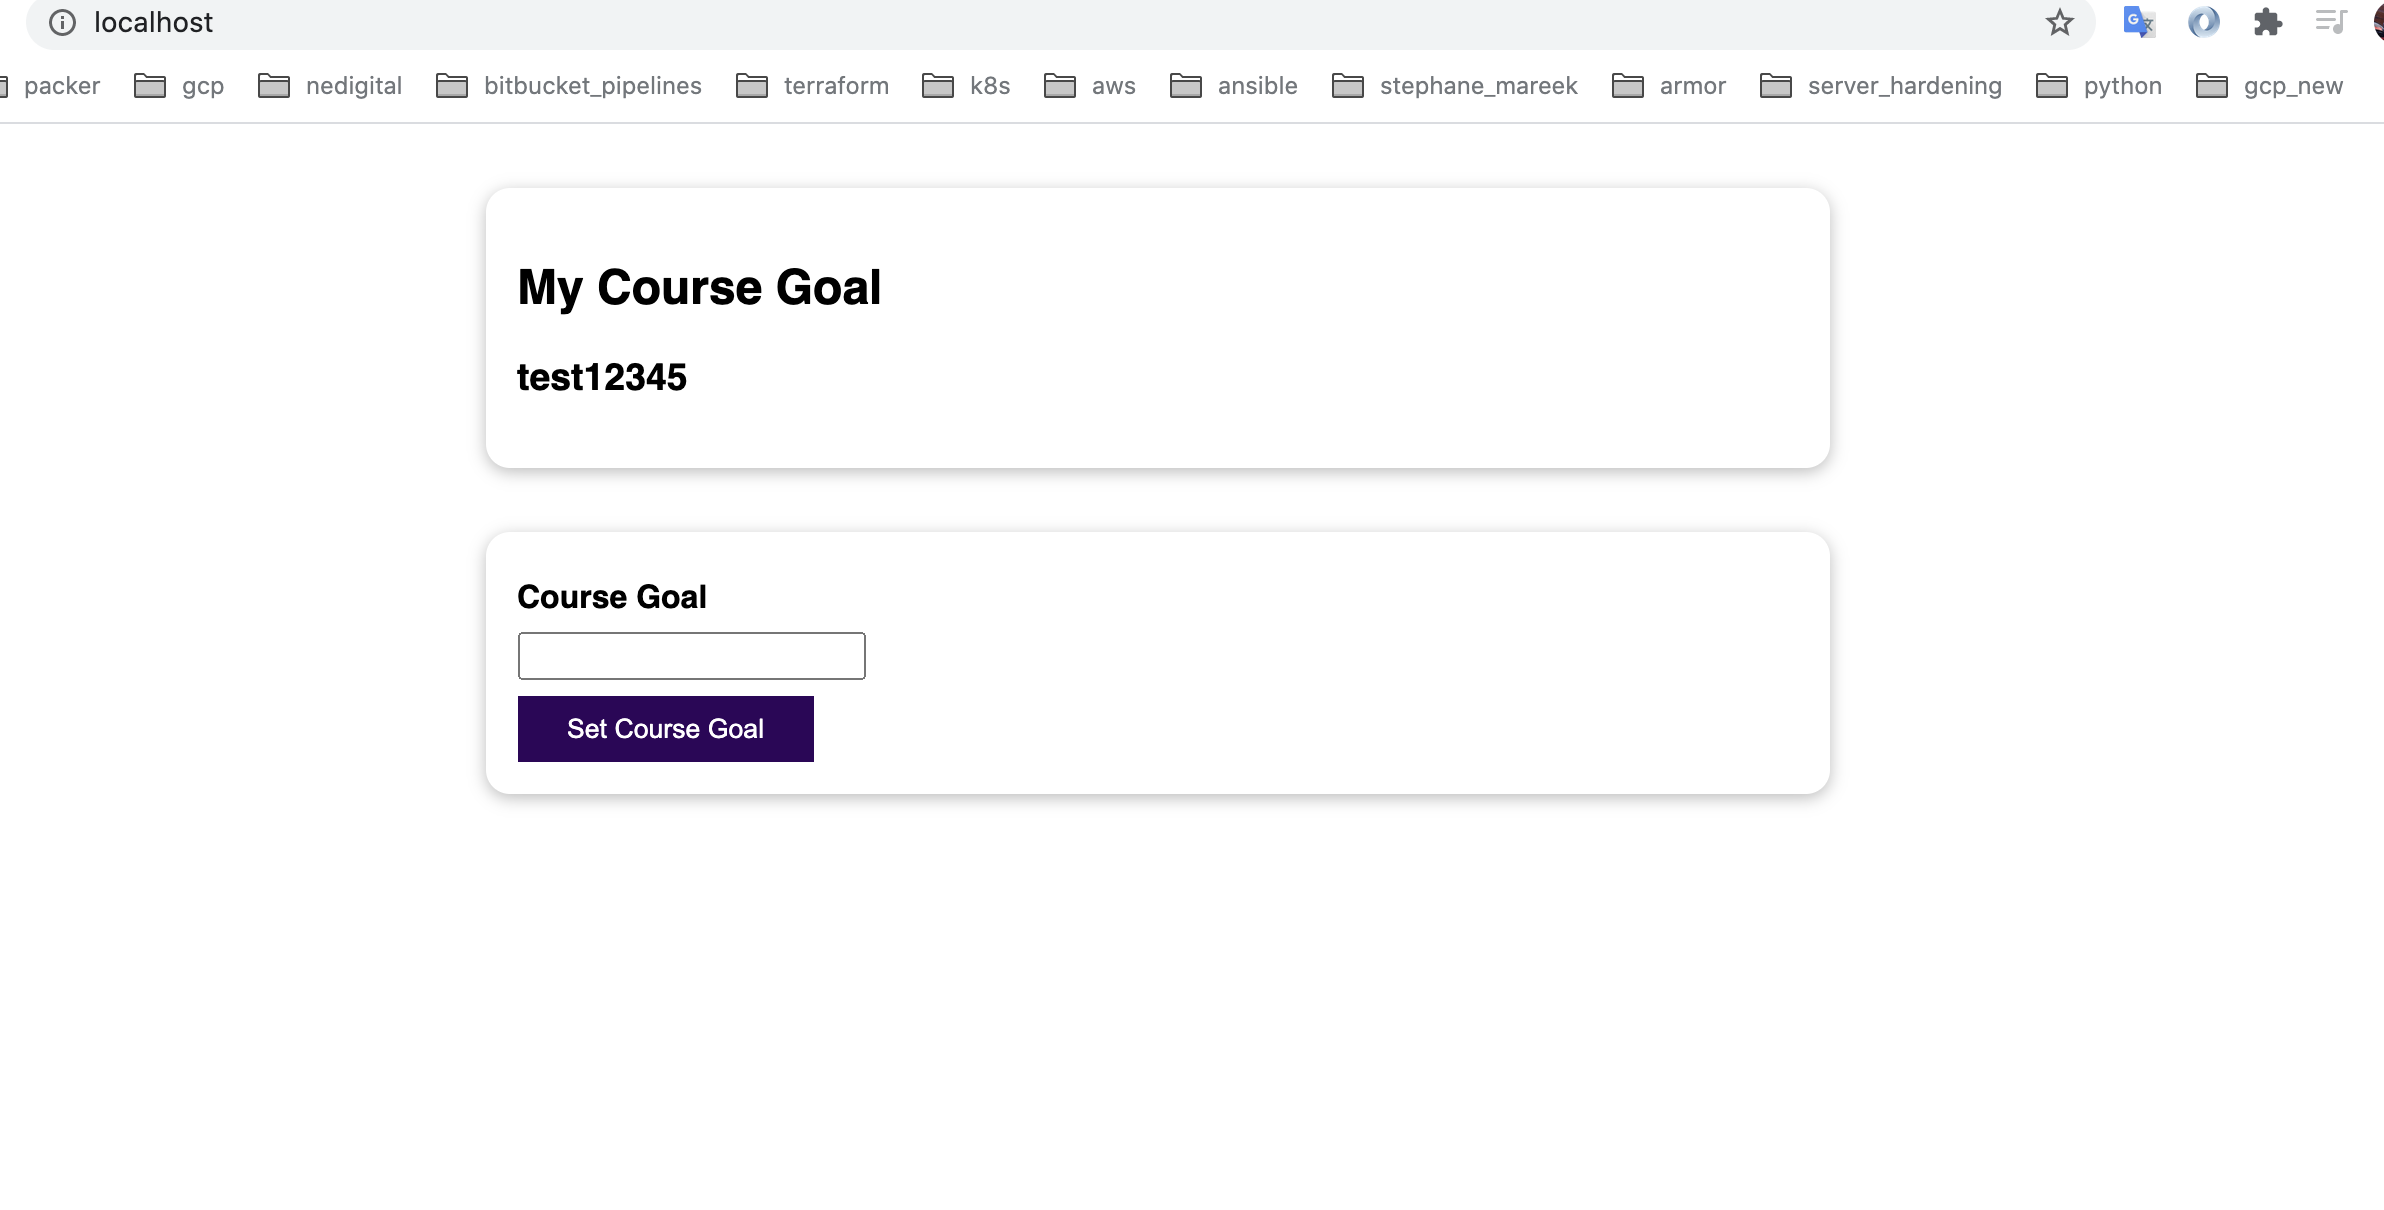 localhost
packer gcp nedigital bitbucket_pipelines terraform k8s aws ansible stephane_mareek armor server_hardening python gcp_new
My Course Goal
test12345
Course Goal
Set Course Goal